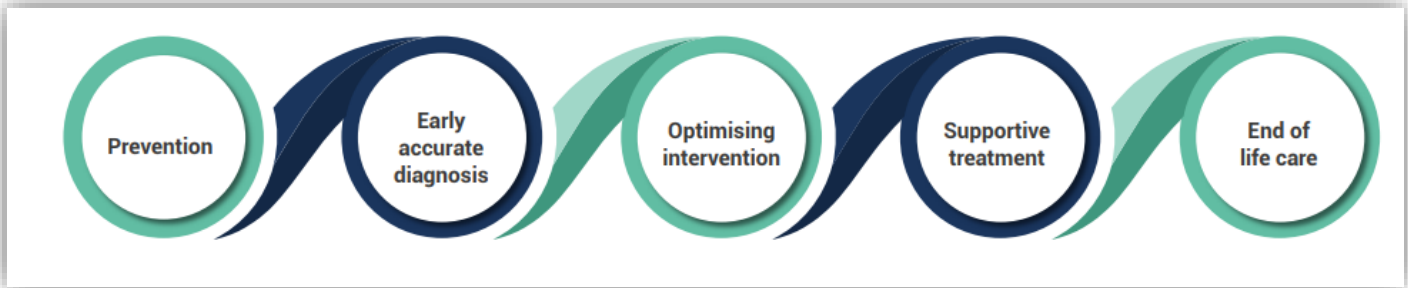 Prevention
Early
accurate
diagnosis
Optimising
intervention
Supportive
treatment
End of
life care